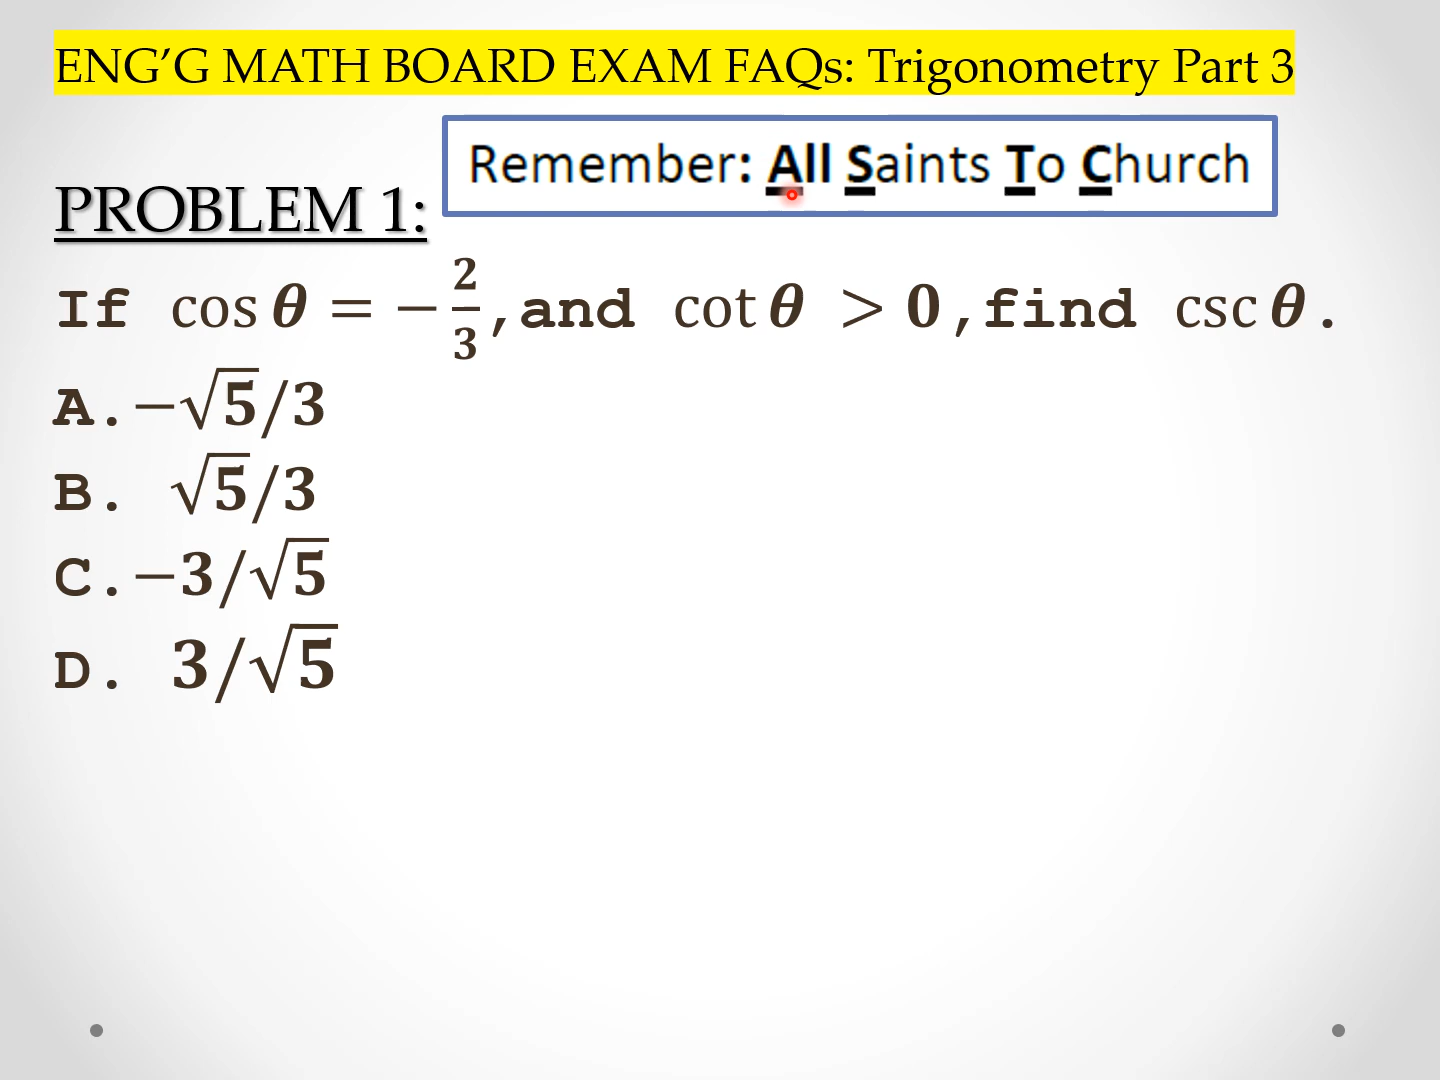 ENG’G MATH BOARD EXAM FAQs: Trigonometry Part 3
Remember: All Saints To Church
PROBLEM 1:
If cos θ = −2/3, and cot θ > 0, find csc θ.
A. −√5/3
B. √5/3
C. −3/√5
D. 3/√5